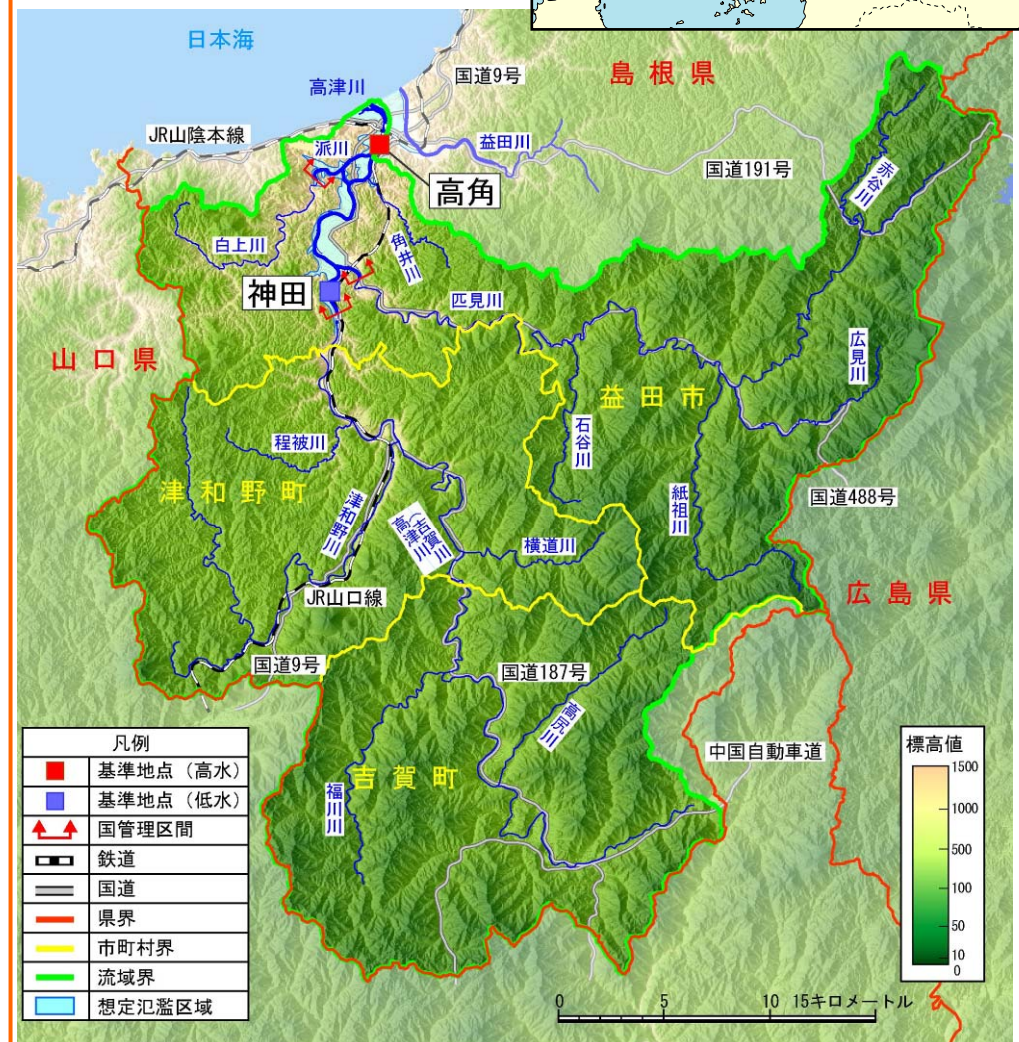 日本海
国道9号
島根県
高津川
JR山陰本線
派川
益田川
国道191号
赤谷川
高角
白上川
角井川
神田
匹見川
広見川
山口県
益田市
石谷川
程被川
国道488号
津和野町
紙祖川
津和野川
高津川
(吉賀川)
横道川
広島県
JR山口線
国道9号
国道187号
高尻川
中国自動車道
吉賀町
福川川
凡例
基準地点（高水）
基準地点（低水）
国管理区間
鉄道
国道
県界
市町村界
流域界
想定氾濫区域
標高値
1500
1000
500
100
50
10
0
0 5 10 15キロメートル